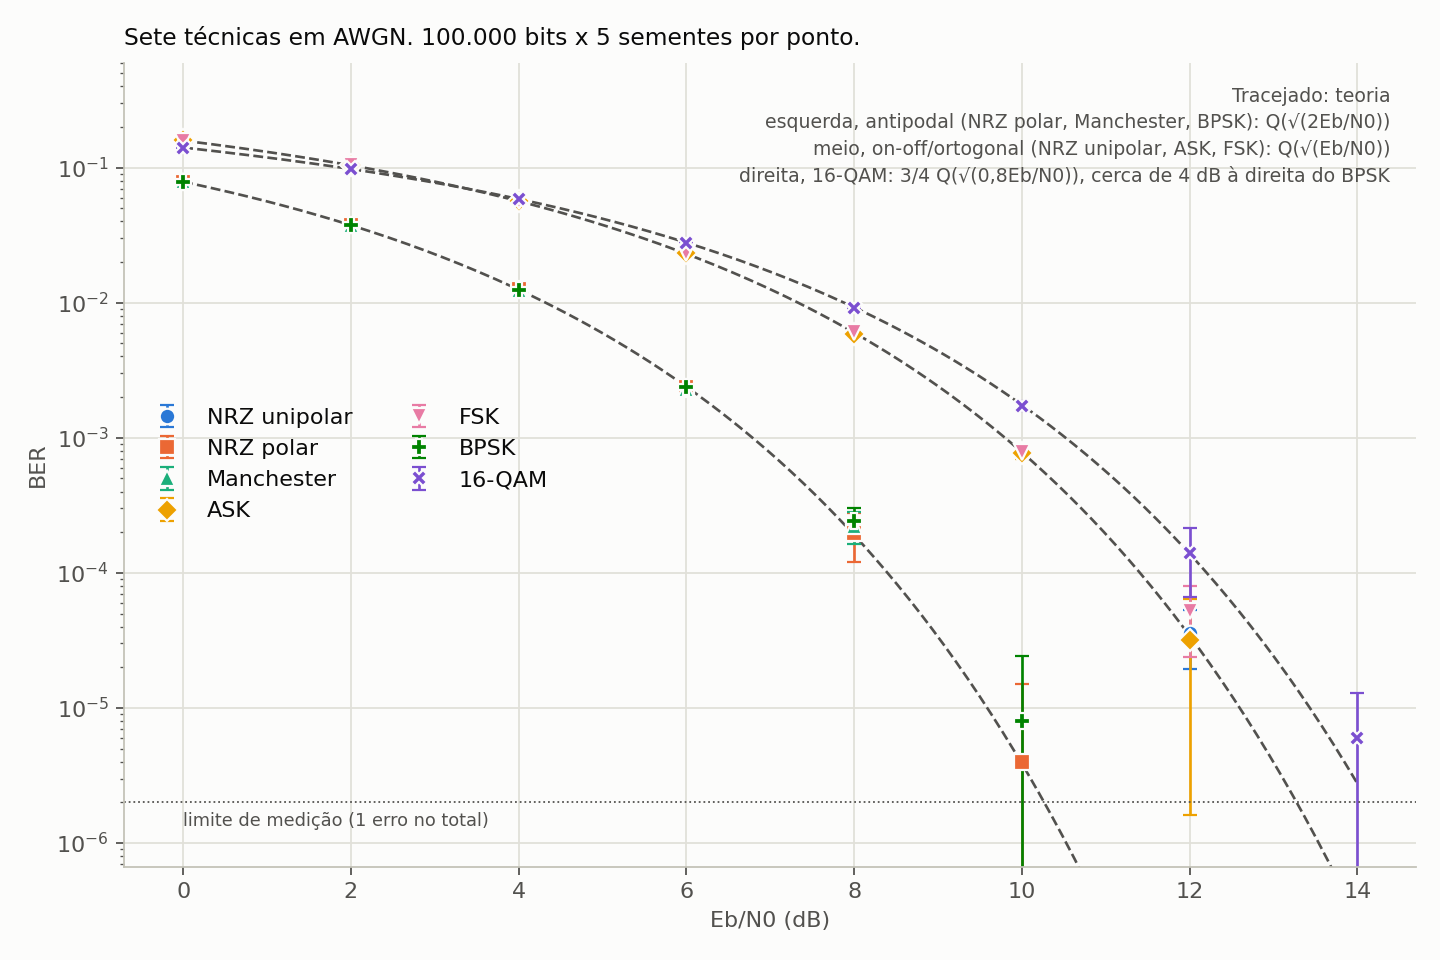 Sete técnicas em AWGN. 100.000 bits x 5 sementes por ponto.
Tracejado: teoria
esquerda, antipodal (NRZ polar, Manchester, BPSK): Q(√(2Eb/N0))
meio, on-off/ortogonal (NRZ unipolar, ASK, FSK): Q(√(Eb/N0))
direita, 16-QAM: 3/4 Q(√(0,8Eb/N0)), cerca de 4 dB à direita do BPSK
10⁻¹
10⁻²
10⁻³
10⁻⁴
10⁻⁵
10⁻⁶
BER
NRZ unipolar
NRZ polar
Manchester
ASK
FSK
BPSK
16-QAM
limite de medição (1 erro no total)
0 2 4 6 8 10 12 14
Eb/N0 (dB)